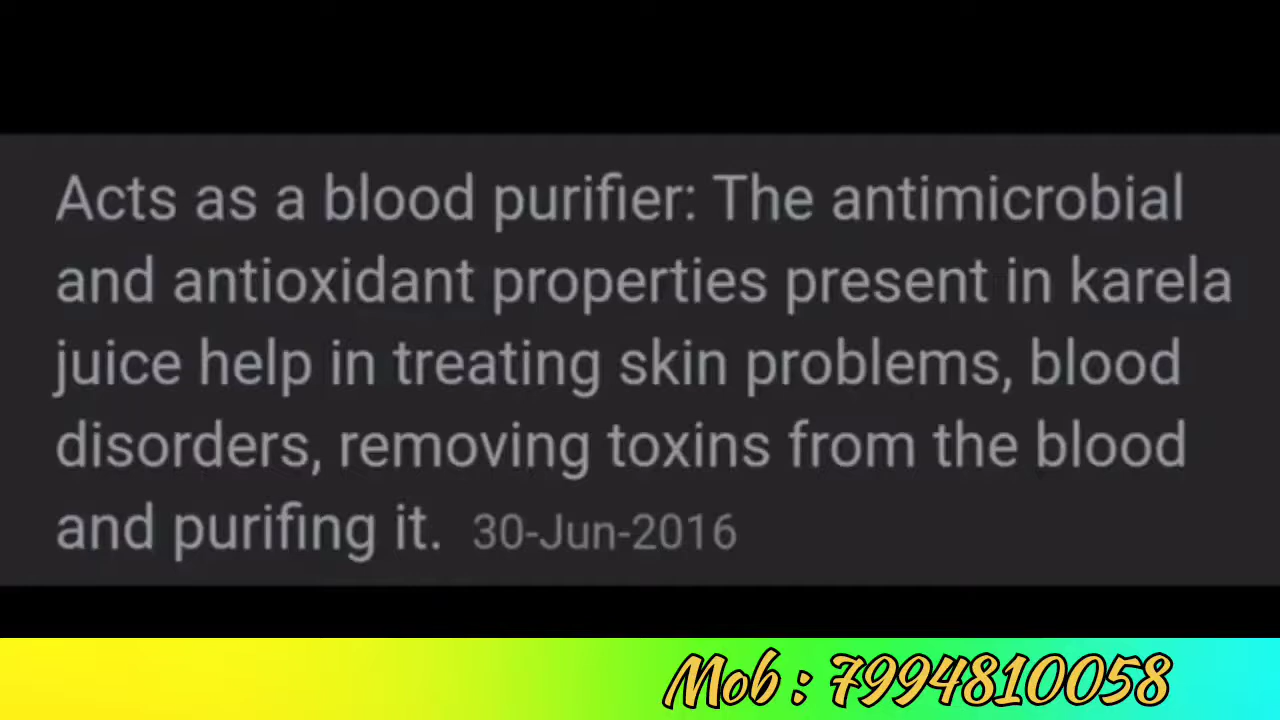 Acts as a blood purifier: The antimicrobial
and antioxidant properties present in karela
juice help in treating skin problems, blood
disorders, removing toxins from the blood
and purifing it. 30-Jun-2016
Mob : 7994810058